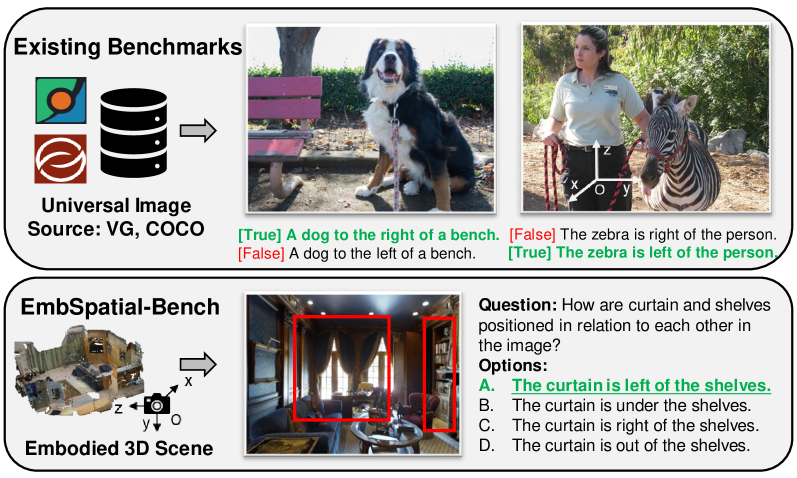 Existing Benchmarks
Universal Image
Source: VG, COCO
[True] A dog to the right of a bench.
[False] A dog to the left of a bench.
z
x
O
y
[False] The zebra is right of the person.
[True] The zebra is left of the person.
EmbSpatial-Bench
x
z
O
y
Embodied 3D Scene
Question: How are curtain and shelves
positioned in relation to each other in
the image?
Options:
A. The curtain is left of the shelves.
B. The curtain is under the shelves.
C. The curtain is right of the shelves.
D. The curtain is out of the shelves.